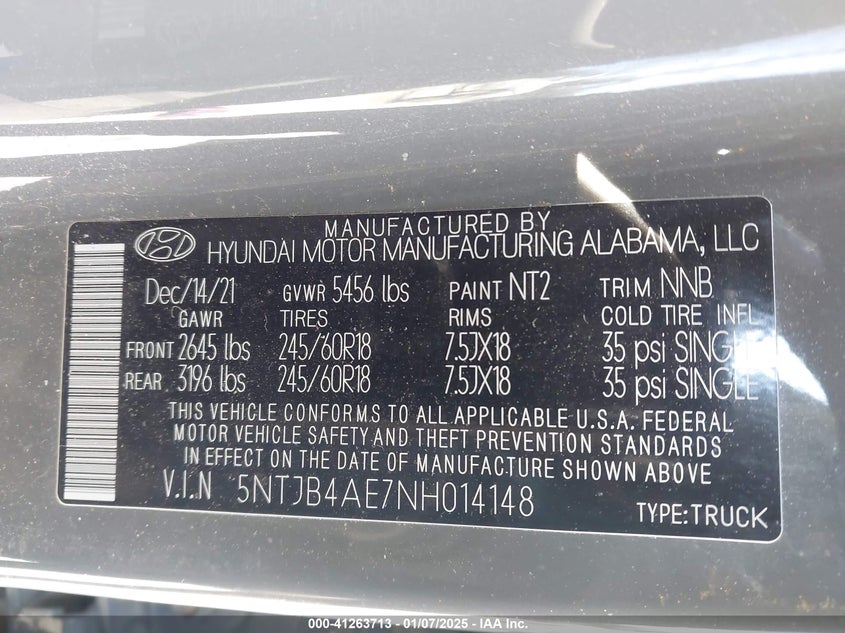 MANUFACTURED BY
HYUNDAI MOTOR MANUFACTURING ALABAMA, LLC
Dec/14/21 GVWR 5456 lbs PAINT NT2 TRIM NNB
GAWR TIRES RIMS COLD TIRE INFL
FRONT 2645 lbs 245/60R18 7.5JX18 35 psi SINGLE
REAR 3196 lbs 245/60R18 7.5JX18 35 psi SINGLE
THIS VEHICLE CONFORMS TO ALL APPLICABLE U.S.A. FEDERAL
MOTOR VEHICLE SAFETY AND THEFT PREVENTION STANDARDS
IN EFFECT ON THE DATE OF MANUFACTURE SHOWN ABOVE
V.I.N 5NTJB4AE7NH014148 TYPE:TRUCK
000-41263713 - 01/07/2025 - IAA Inc.